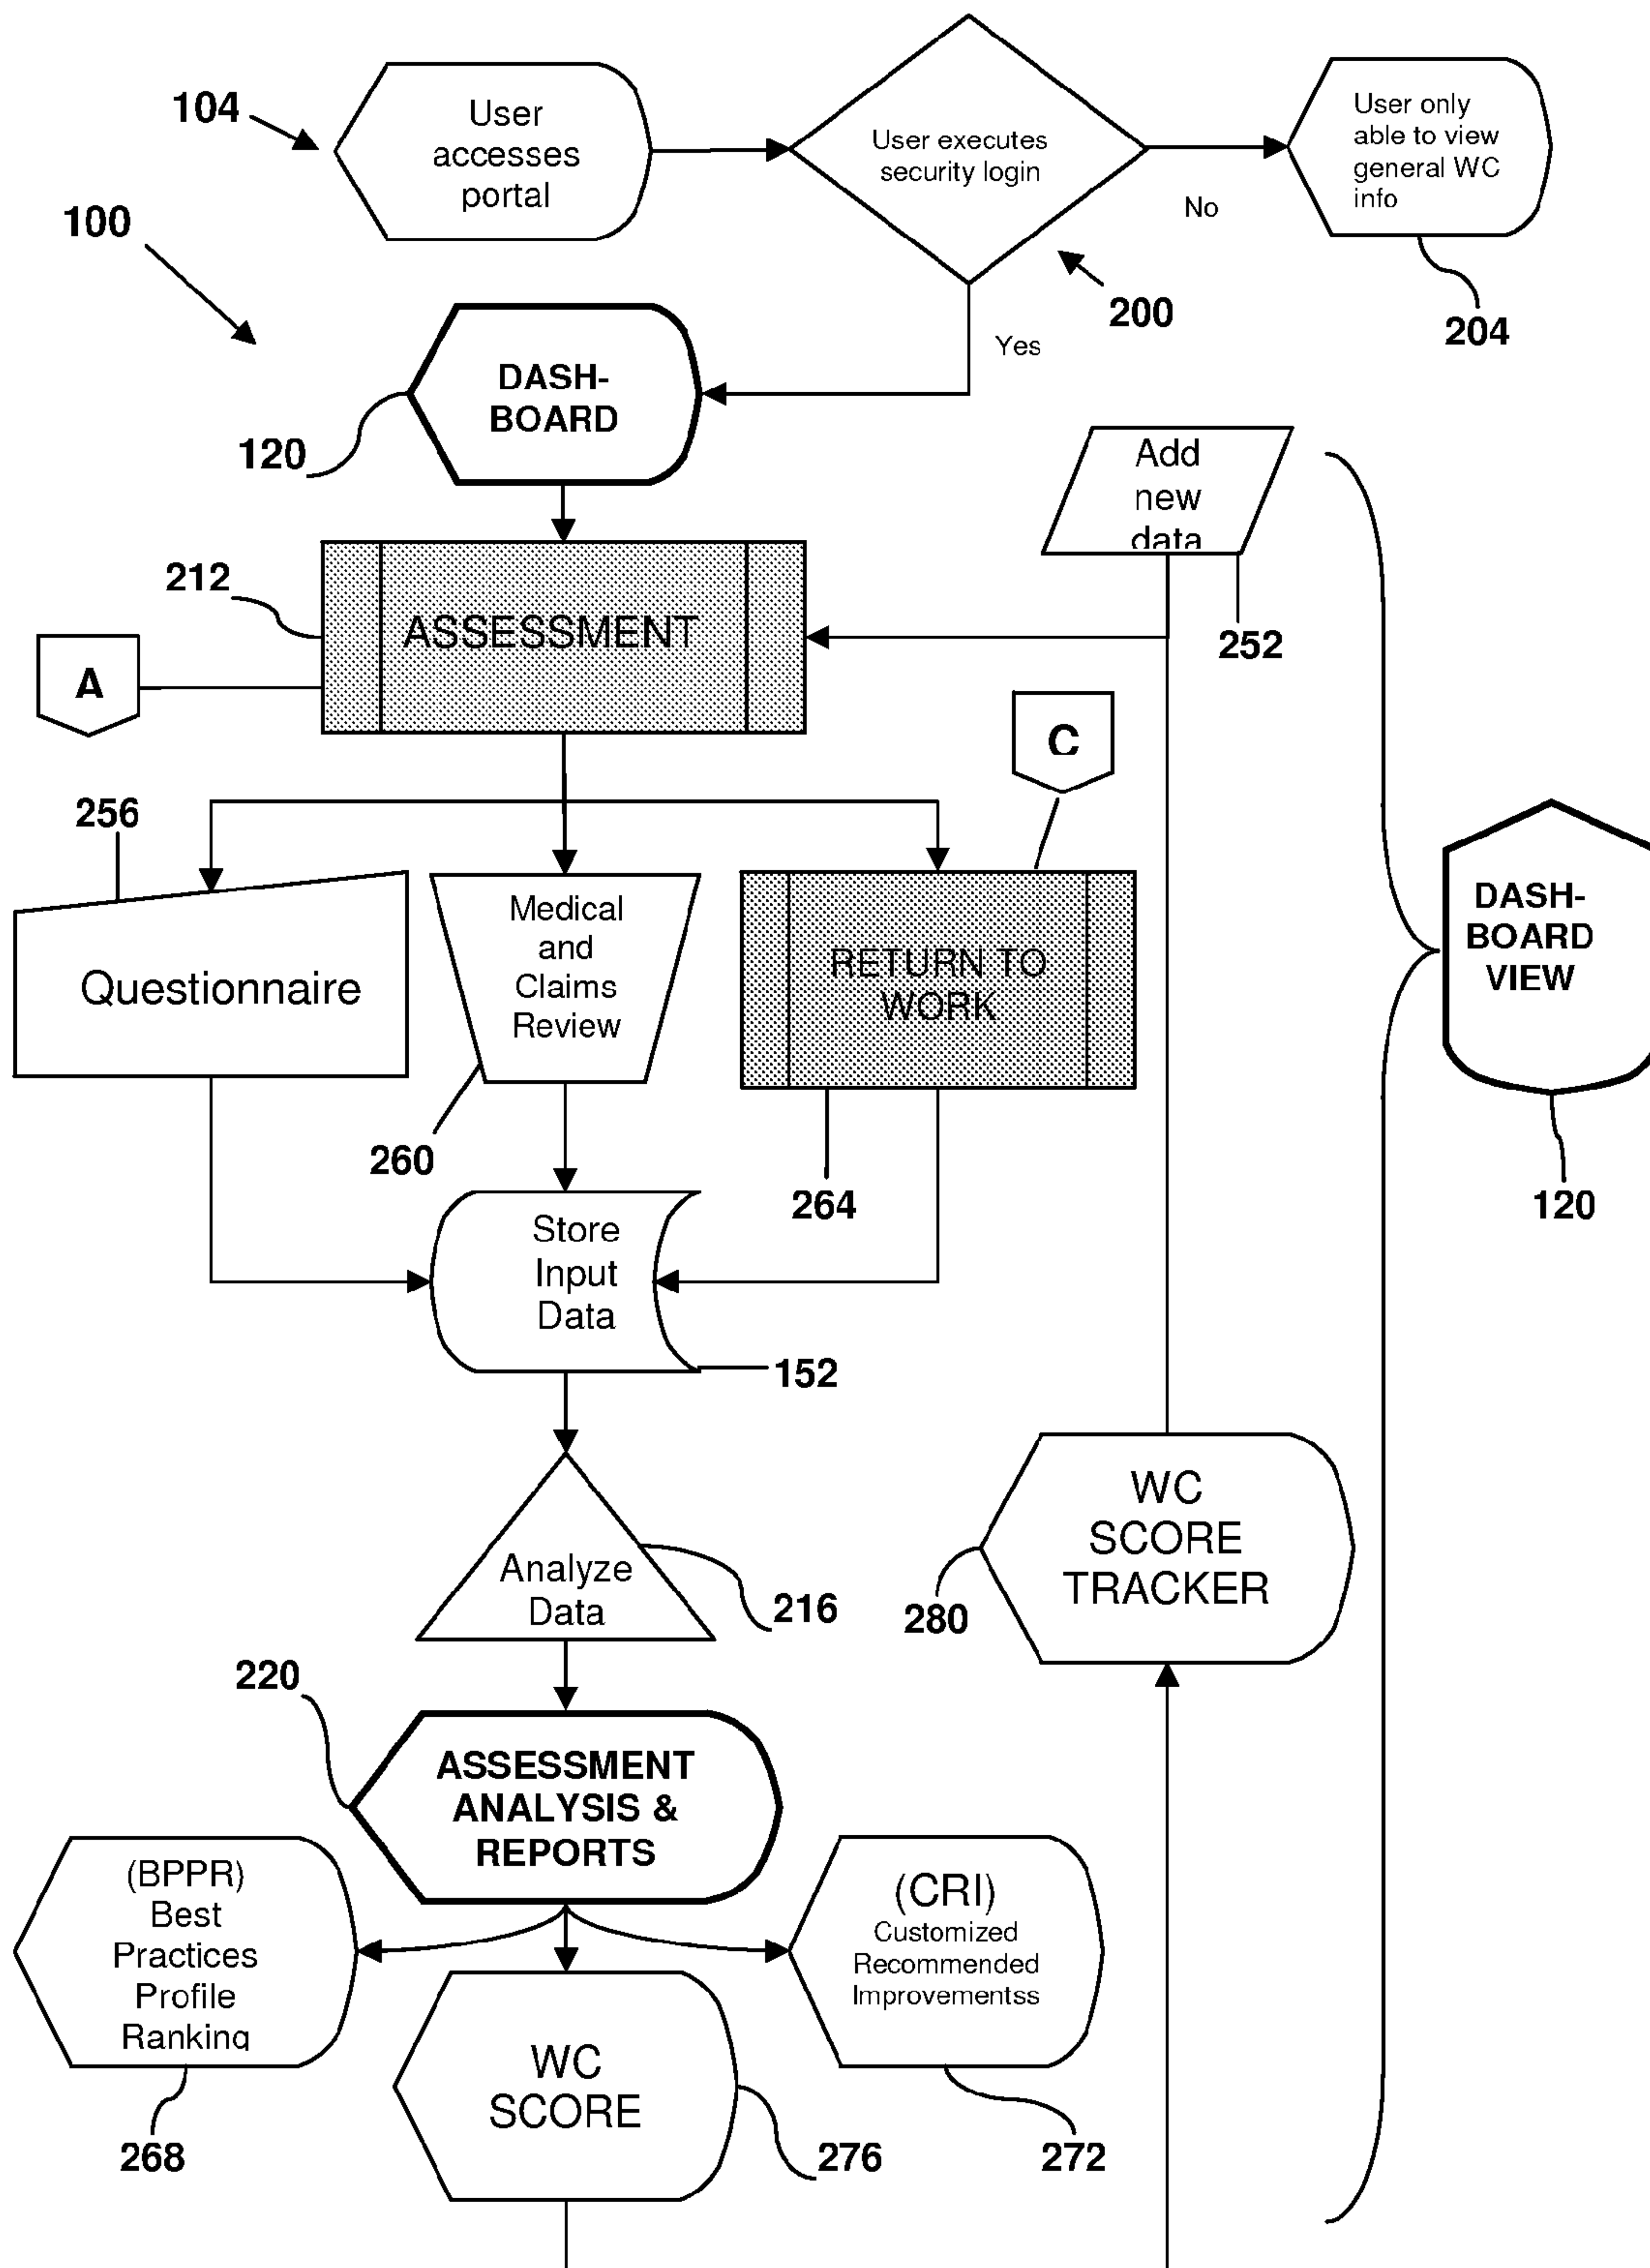 104
User
accesses
portal
User executes
security login
User only
able to view
general WC
info
No
100
200
204
Yes
DASH-
BOARD
120
Add
new
data
252
212
ASSESSMENT
A
C
256
Questionnaire
Medical
and
Claims
Review
RETURN TO
WORK
DASH-
BOARD
VIEW
260
264
120
Store
Input
Data
152
Analyze
Data
216
WC
SCORE
TRACKER
280
220
ASSESSMENT
ANALYSIS &
REPORTS
(BPPR)
Best
Practices
Profile
Ranking
(CRI)
Customized
Recommended
Improvementss
WC
SCORE
268
276
272